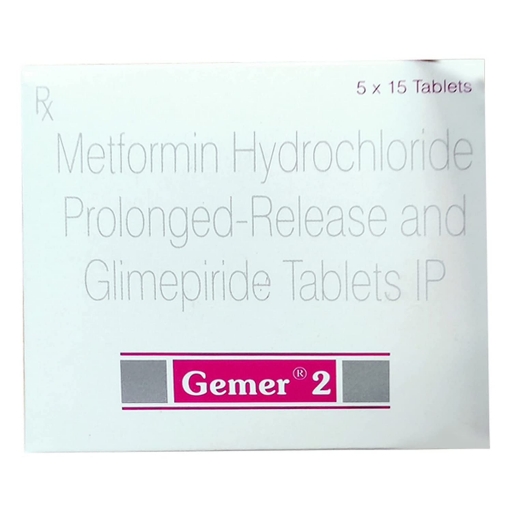 Rx
5 x 15 Tablets
Metformin Hydrochloride
Prolonged-Release and
Glimepiride Tablets IP
Gemer® 2